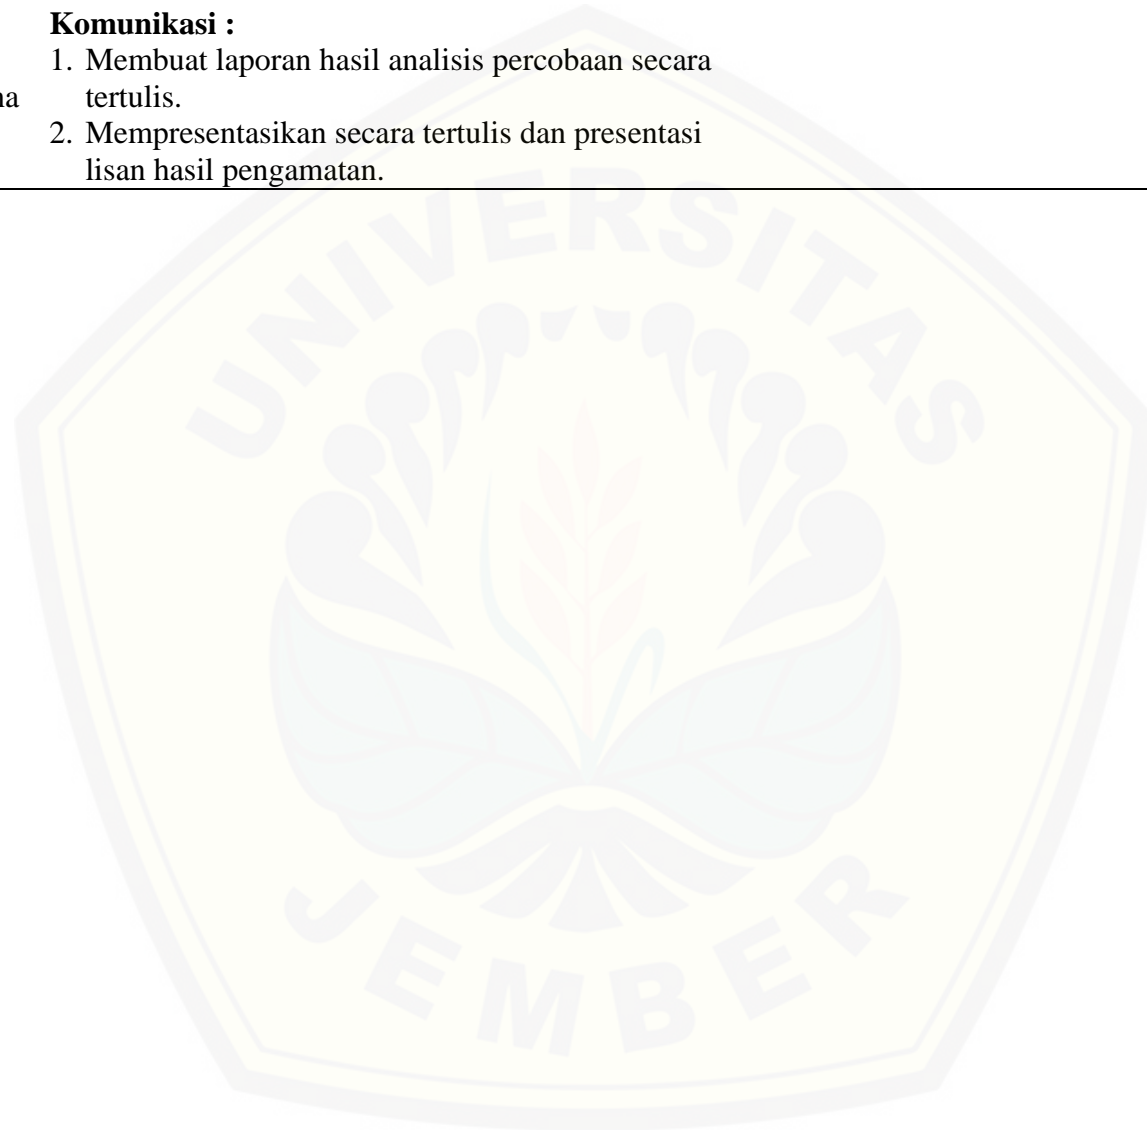 Komunikasi :
1. Membuat laporan hasil analisis percobaan secara
na tertulis.
2. Mempresentasikan secara tertulis dan presentasi
lisan hasil pengamatan.
UNIVERSITAS
JEMBER